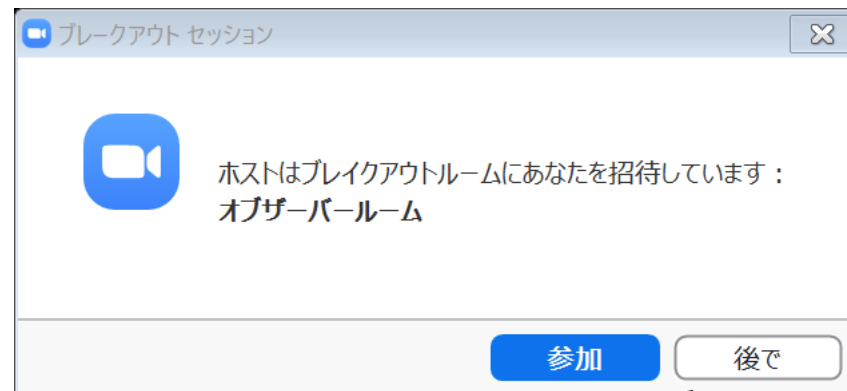 ブレークアウト セッション
ホストはブレイクアウトルームにあなたを招待しています：
オブザーバールーム
参加
後で